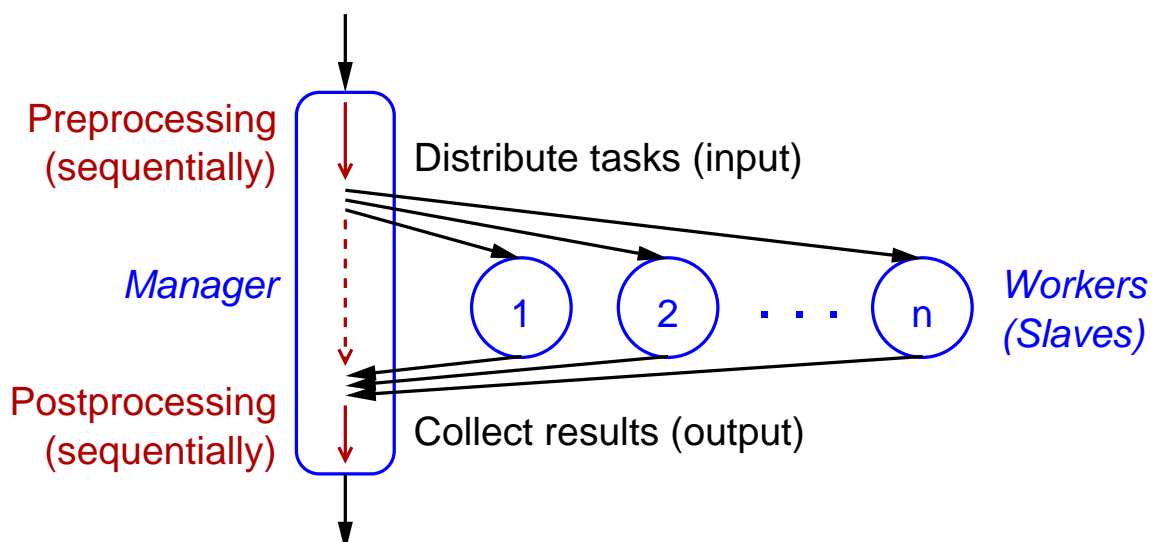 Preprocessing
(sequentially)
Distribute tasks (input)
Manager
1
2
. . .
n
Workers
(Slaves)
Postprocessing
(sequentially)
Collect results (output)